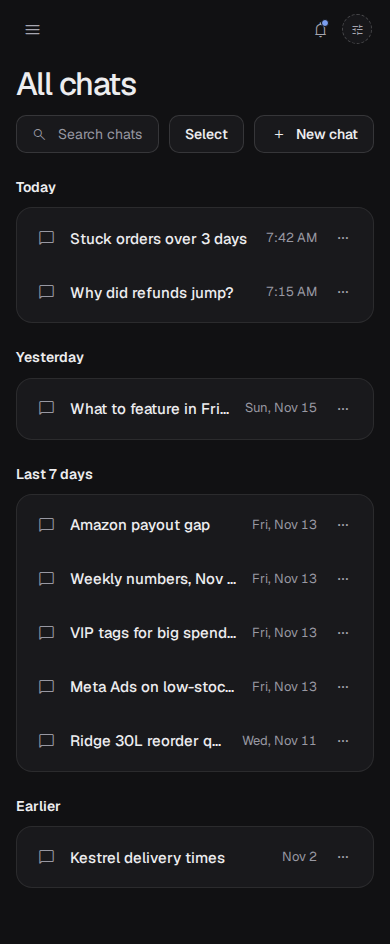 All chats
Search chats
Select
New chat
Today
Stuck orders over 3 days 7:42 AM
Why did refunds jump? 7:15 AM
Yesterday
What to feature in Fri... Sun, Nov 15
Last 7 days
Amazon payout gap Fri, Nov 13
Weekly numbers, Nov ... Fri, Nov 13
VIP tags for big spend... Fri, Nov 13
Meta Ads on low-stoc... Fri, Nov 13
Ridge 30L reorder q... Wed, Nov 11
Earlier
Kestrel delivery times Nov 2